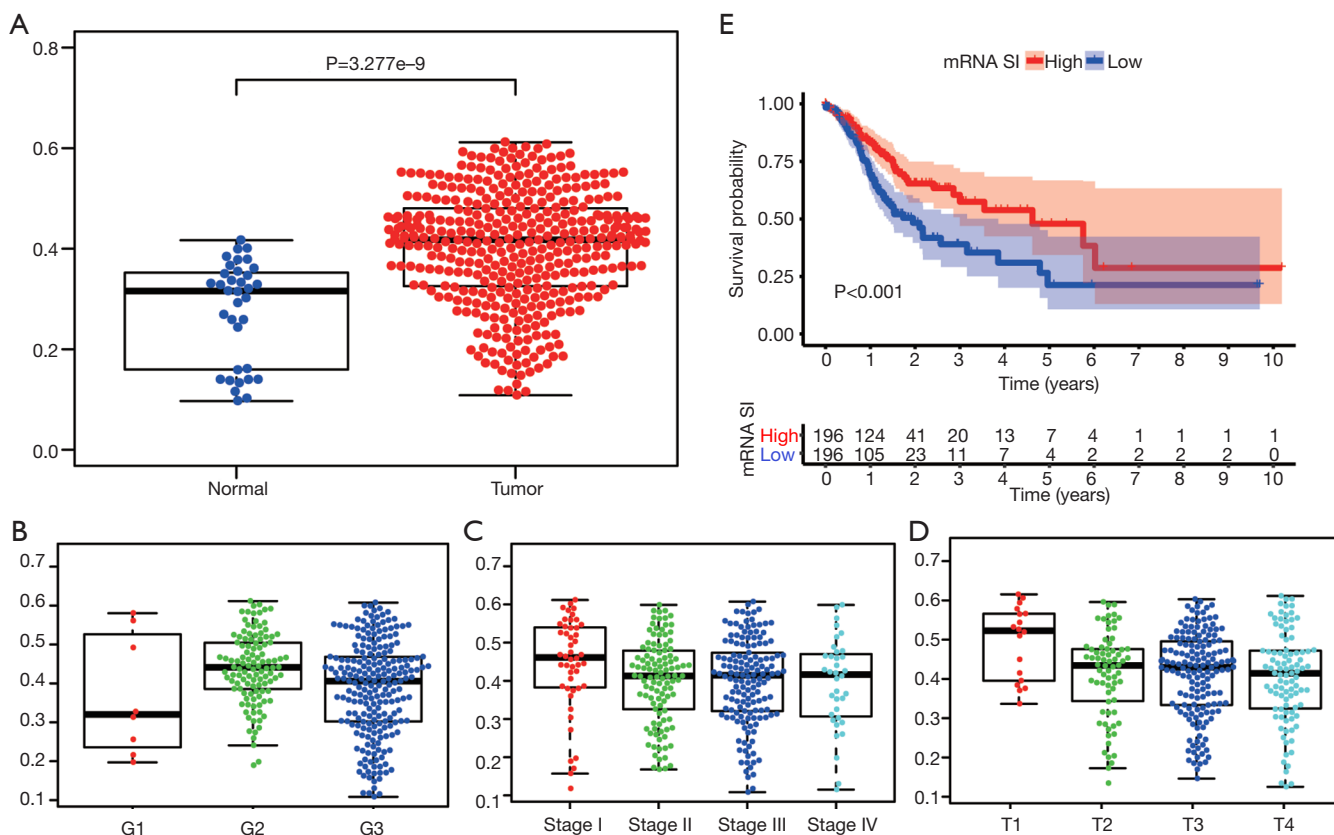 A
0.8
0.6
0.4
0.2
0.0
P=3.277e–9
Normal Tumor
E
mRNA SI High Low
Survival probability
1.00
0.75
0.50
0.25
0.00
P<0.001
0 1 2 3 4 5 6 7 8 9 10
Time (years)
mRNA SI
High 196 124 41 20 13 7 4 1 1 1 1
Low 196 105 23 11 7 4 2 2 2 2 0
0 1 2 3 4 5 6 7 8 9 10
Time (years)
B
0.7
0.6
0.5
0.4
0.3
0.2
0.1
G1 G2 G3
C
0.7
0.6
0.5
0.4
0.3
0.2
0.1
Stage I Stage II Stage III Stage IV
D
0.7
0.6
0.5
0.4
0.3
0.2
0.1
T1 T2 T3 T4